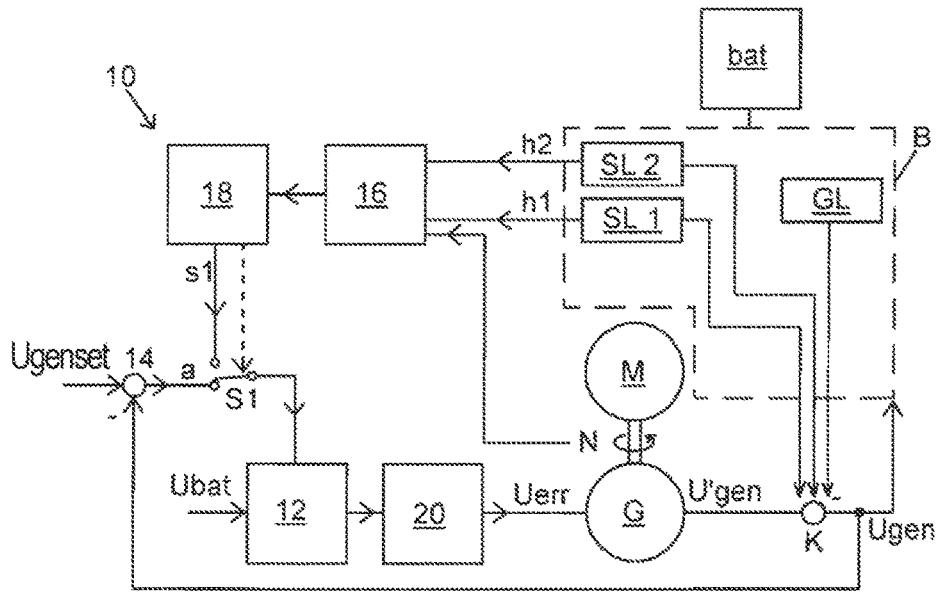 bat
10
B
h2
SL 2
18
16
GL
h1
SL 1
s1
Ugenset
14
a
M
S1
N
Ubat
Uerr
U'gen
12
20
G
-
-
K
Ugen